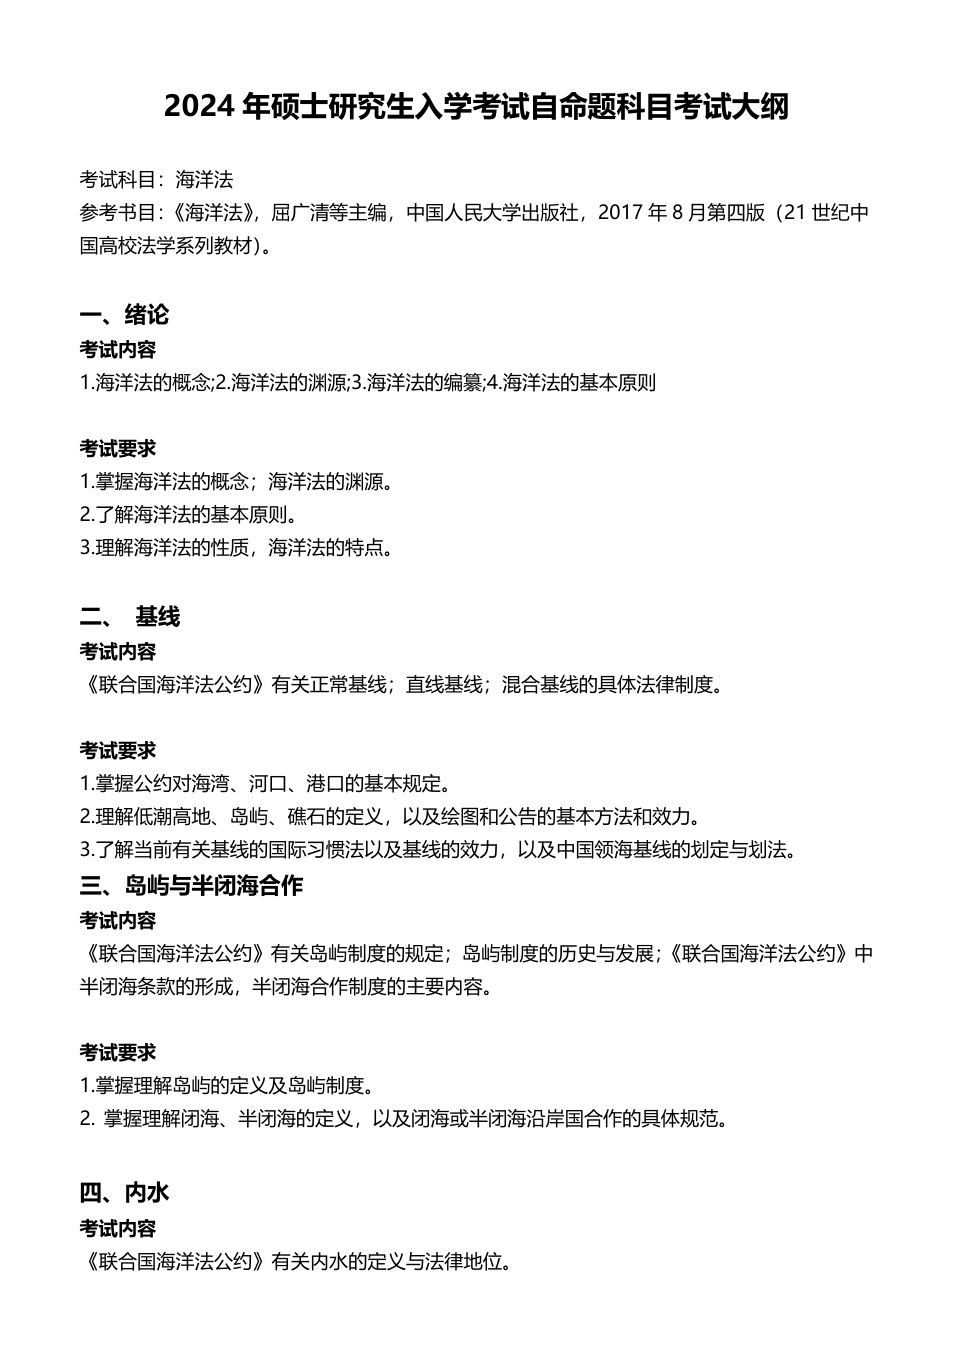 2024 年硕士研究生入学考试自命题科目考试大纲
考试科目：海洋法
参考书目：《海洋法》，屈广清等主编，中国人民大学出版社，2017 年 8 月第四版（21 世纪中
国高校法学系列教材）。
一、绪论
考试内容
1.海洋法的概念;2.海洋法的渊源;3.海洋法的编纂;4.海洋法的基本原则
考试要求
1.掌握海洋法的概念；海洋法的渊源。
2.了解海洋法的基本原则。
3.理解海洋法的性质，海洋法的特点。
二、 基线
考试内容
《联合国海洋法公约》有关正常基线；直线基线；混合基线的具体法律制度。
考试要求
1.掌握公约对海湾、河口、港口的基本规定。
2.理解低潮高地、岛屿、礁石的定义，以及绘图和公告的基本方法和效力。
3.了解当前有关基线的国际习惯法以及基线的效力，以及中国领海基线的划定与划法。
三、岛屿与半闭海合作
考试内容
《联合国海洋法公约》有关岛屿制度的规定；岛屿制度的历史与发展；《联合国海洋法公约》中
半闭海条款的形成，半闭海合作制度的主要内容。
考试要求
1.掌握理解岛屿的定义及岛屿制度。
2. 掌握理解闭海、半闭海的定义，以及闭海或半闭海沿岸国合作的具体规范。
四、内水
考试内容
《联合国海洋法公约》有关内水的定义与法律地位。